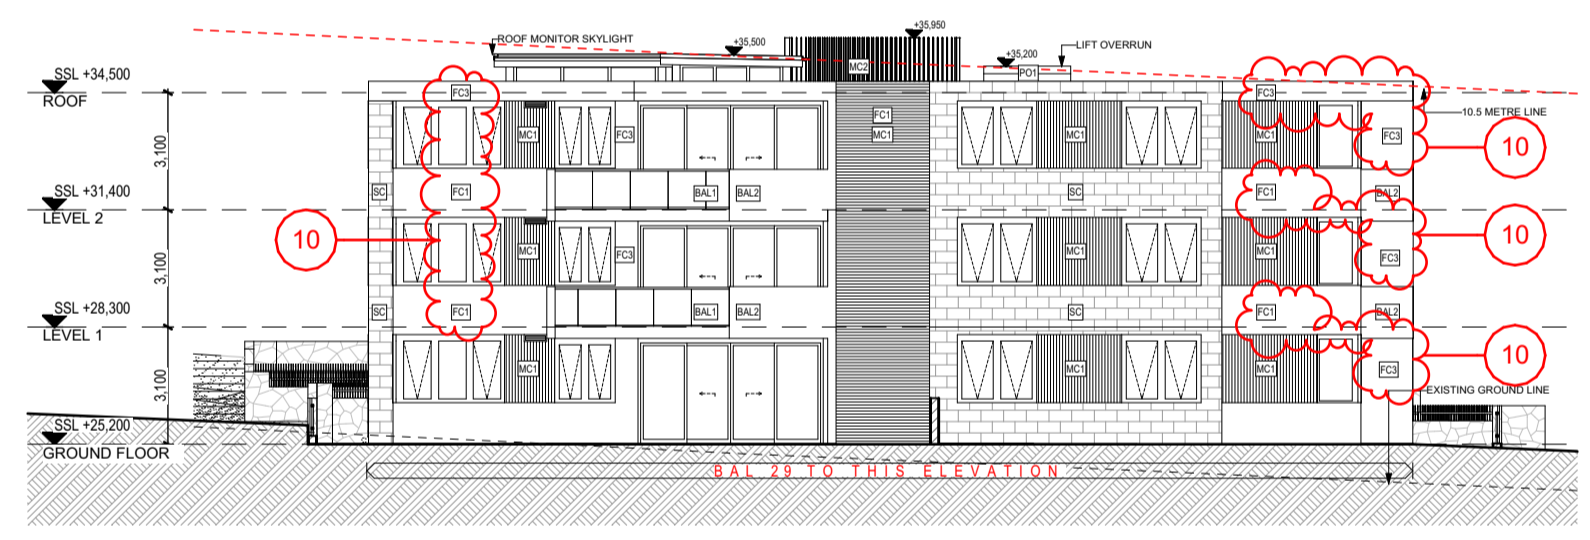 +35,950
ROOF MONITOR SKYLIGHT
+35,500
LIFT OVERRUN
+35,200
MC2
PO1
SSL +34,500
ROOF
FC3
FC3
10.5 METRE LINE
FC1
3,100
MC1
FC3
MC1
MC1
MC1
FC3
10
SSL +31,400
LEVEL 2
SC
FC1
BAL1
BAL2
SC
FC1
BAL2
10
3,100
MC1
FC3
MC1
MC1
FC3
10
SSL +28,300
LEVEL 1
SC
FC1
BAL1
BAL2
SC
FC1
BAL2
3,100
MC1
MC1
MC1
FC3
10
EXISTING GROUND LINE
SSL +25,200
GROUND FLOOR
BAL 29 TO THIS ELEVATION